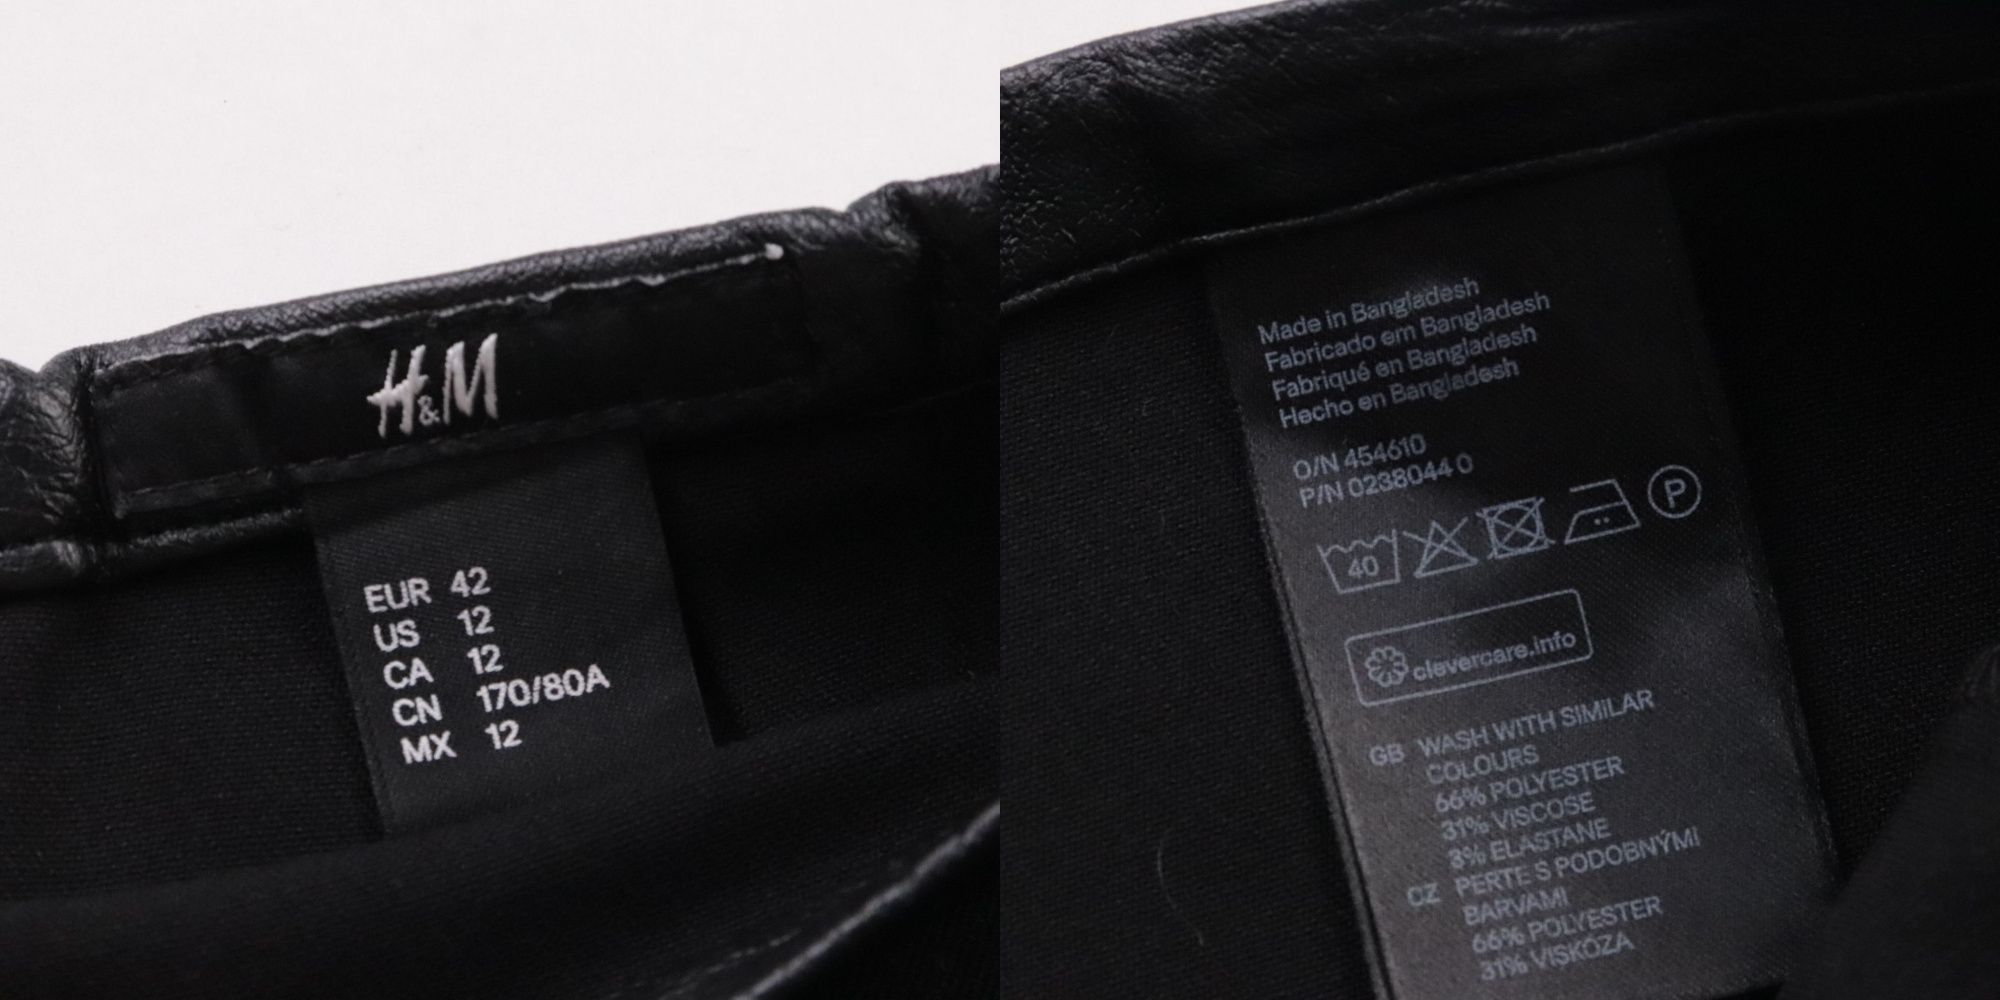 H&M
EUR 42
US 12
CA 12
CN 170/80A
MX 12
Made in Bangladesh
Fabricado em Bangladesh
Fabriqué en Bangladesh
Hecho en Bangladesh
O/N 454610
P/N 0238044 0
40
P
clevercare.info
GB WASH WITH SIMILAR
COLOURS
66% POLYESTER
31% VISCOSE
3% ELASTANE
CZ PERTE S PODOBNÝMI
BARVAMI
66% POLYESTER
31% VISKÓZA